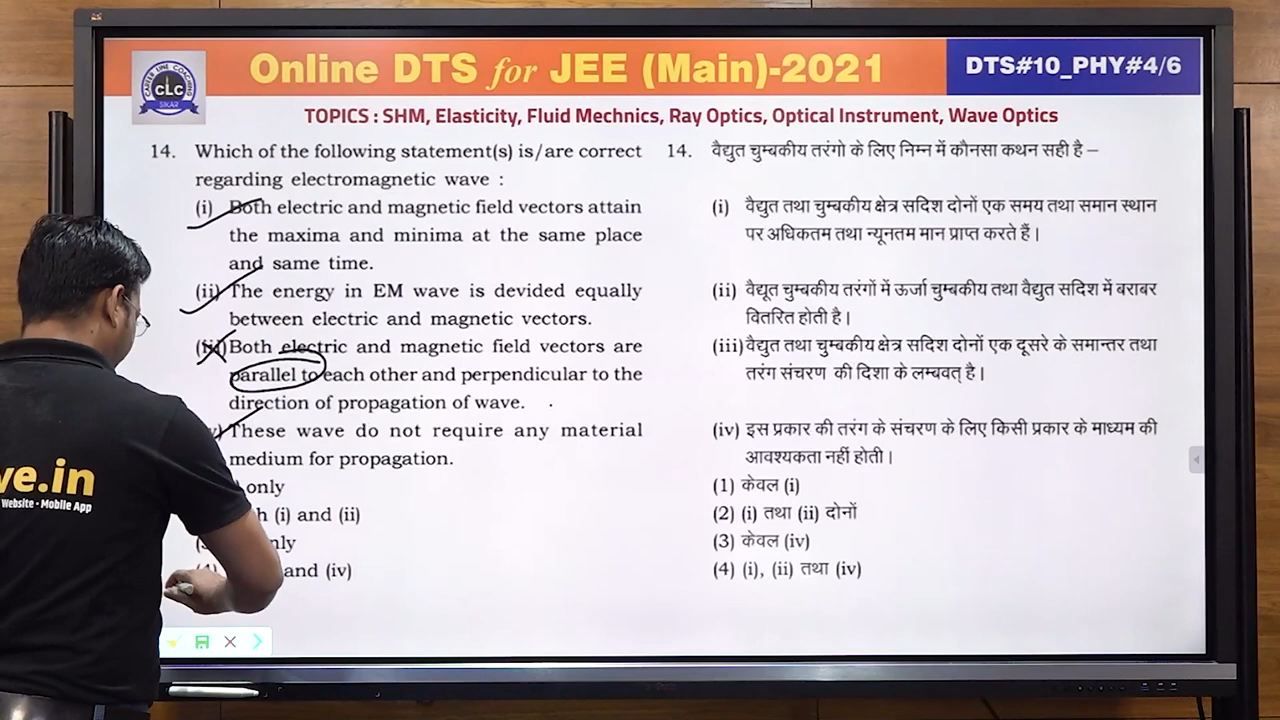 Online DTS for JEE (Main)-2021
DTS#10_PHY#4/6
CAREER LINE COACHING
CLC
SIKAR
TOPICS : SHM, Elasticity, Fluid Mechnics, Ray Optics, Optical Instrument, Wave Optics
14. Which of the following statement(s) is/are correct
regarding electromagnetic wave :
(i) Both electric and magnetic field vectors attain
the maxima and minima at the same place
and same time.
(ii) The energy in EM wave is devided equally
between electric and magnetic vectors.
(iii) Both electric and magnetic field vectors are
parallel to each other and perpendicular to the
direction of propagation of wave.
These wave do not require any material
medium for propagation.
only
(i) and (ii)
and (iv)
14. वैद्युत चुम्बकीय तरंगो के लिए निम्न में कौनसा कथन सही है –
(i) वैद्युत तथा चुम्बकीय क्षेत्र सदिश दोनों एक समय तथा समान स्थान
पर अधिकतम तथा न्यूनतम मान प्राप्त करते हैं।
(ii) वैद्यूत चुम्बकीय तरंगों में ऊर्जा चुम्बकीय तथा वैद्युत सदिश में बराबर
वितरित होती है।
(iii) वैद्युत तथा चुम्बकीय क्षेत्र सदिश दोनों एक दूसरे के समान्तर तथा
तरंग संचरण की दिशा के लम्बवत् है।
(iv) इस प्रकार की तरंग के संचरण के लिए किसी प्रकार के माध्यम की
आवश्यकता नहीं होती।
(1) केवल (i)
(2) (i) तथा (ii) दोनों
(3) केवल (iv)
(4) (i), (ii) तथा (iv)
ve.in
Website - Mobile App